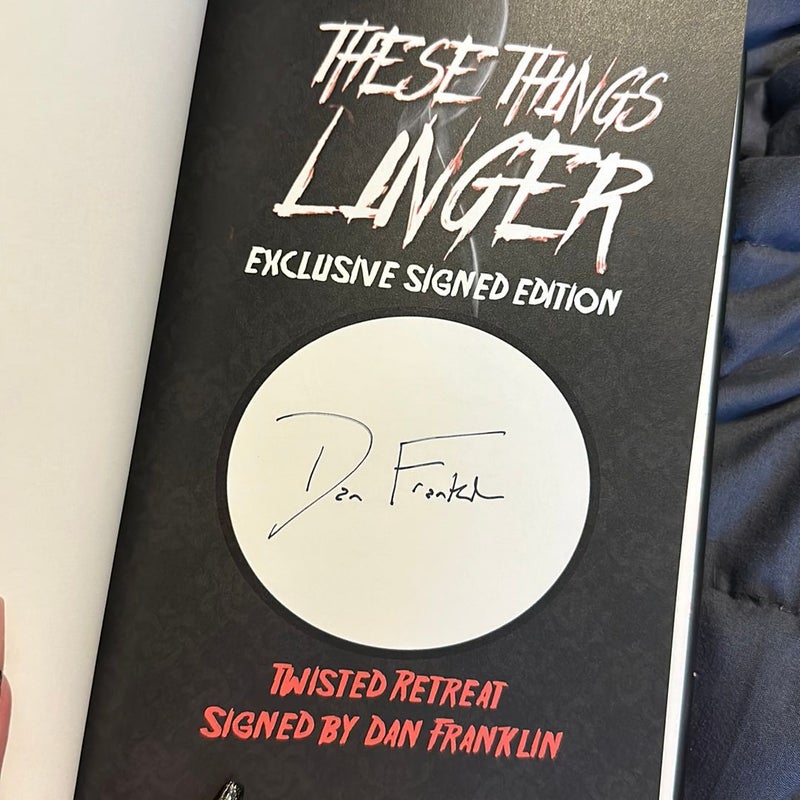 THESE THINGS
LINGER
EXCLUSIVE SIGNED EDITION
Dan Franklin
TWISTED RETREAT
SIGNED BY DAN FRANKLIN